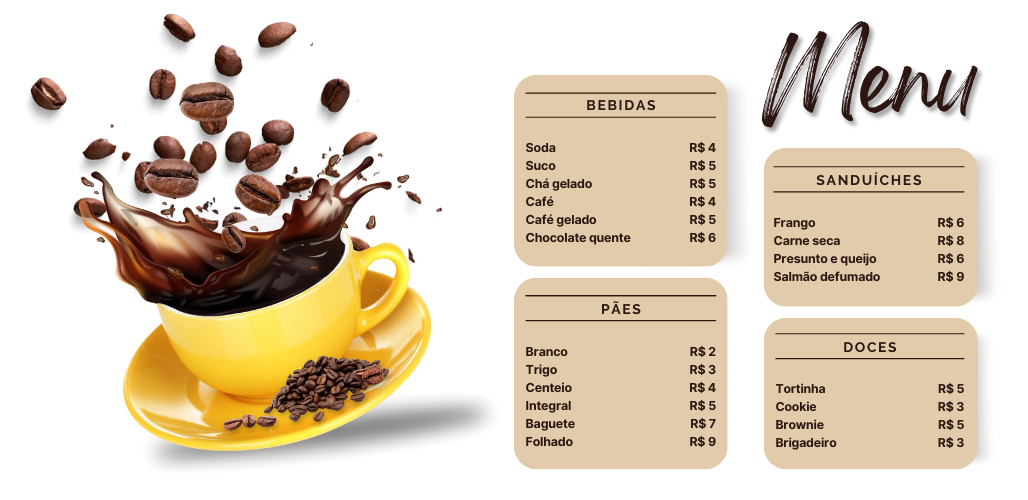 Menu
BEBIDAS
Soda R$ 4
Suco R$ 5
Chá gelado R$ 5
Café R$ 4
Café gelado R$ 5
Chocolate quente R$ 6
PÃES
Branco R$ 2
Trigo R$ 3
Centeio R$ 4
Integral R$ 5
Baguete R$ 7
Folhado R$ 9
SANDUÍCHES
Frango R$ 6
Carne seca R$ 8
Presunto e queijo R$ 6
Salmão defumado R$ 9
DOCES
Tortinha R$ 5
Cookie R$ 3
Brownie R$ 5
Brigadeiro R$ 3